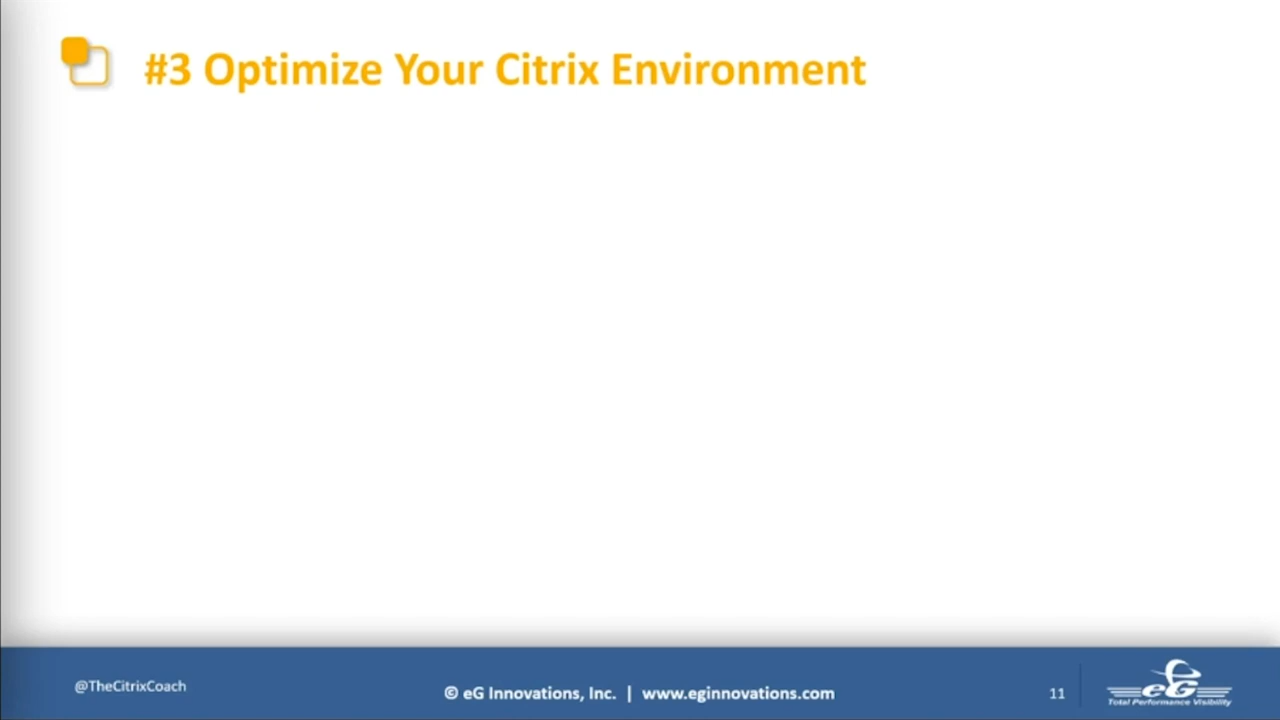 #3 Optimize Your Citrix Environment
@TheCitrixCoach
© eG Innovations, Inc. | www.eginnovations.com
11
eG
Total Performance Visibility